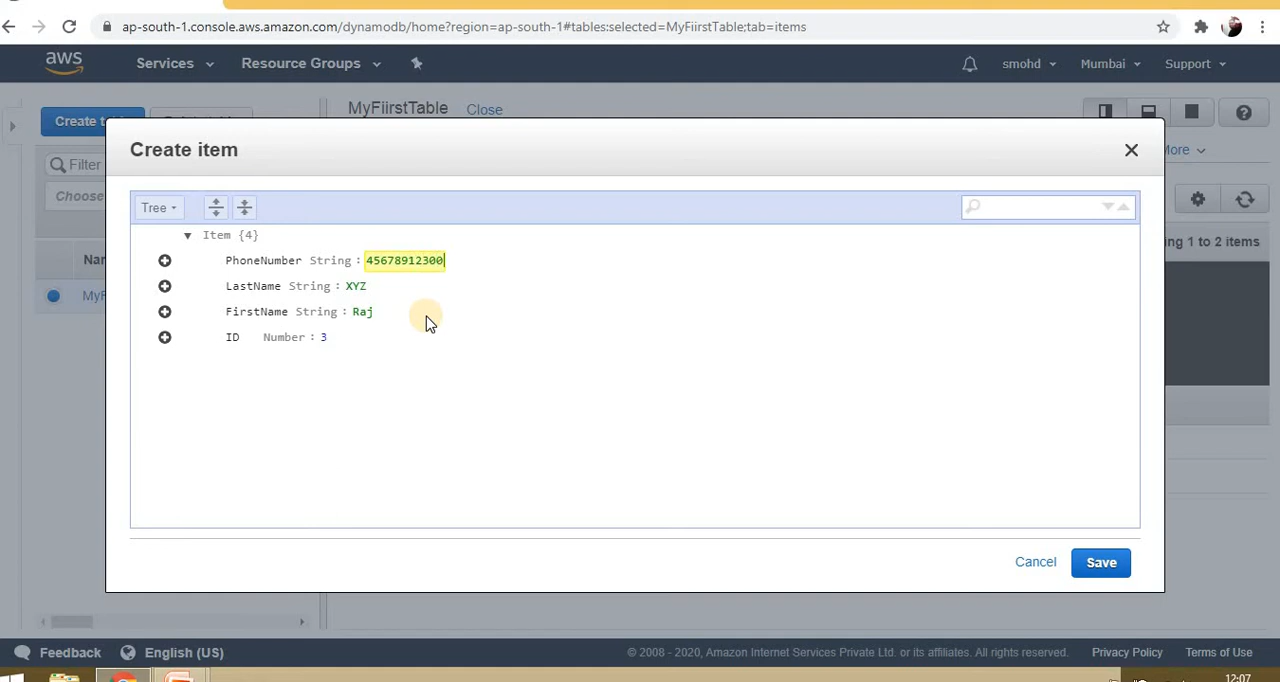 ap-south-1.console.aws.amazon.com/dynamodb/home?region=ap-south-1#tables:selected=MyFiirstTable;tab=items
aws Services Resource Groups smohd Mumbai Support
MyFiirstTable Close
Create t
More
Create item
Filter
Choose
Tree
Item {4}
PhoneNumber String : 45678912300
LastName String : XYZ
FirstName String : Raj
ID Number : 3
ing 1 to 2 items
Nan
MyF
Cancel Save
Feedback English (US) © 2008 - 2020, Amazon Internet Services Private Ltd. or its affiliates. All rights reserved. Privacy Policy Terms of Use
12:07